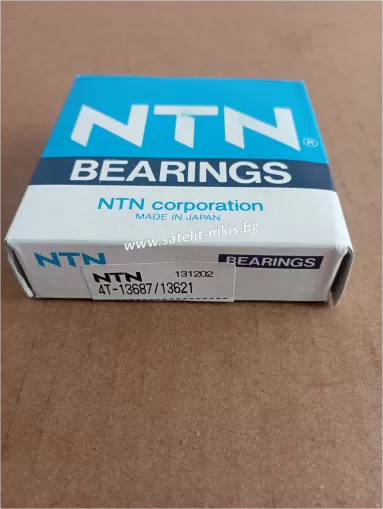 NTN®
BEARINGS
NTN corporation
MADE IN JAPAN
www.satelit-nikis.bg
NTN
BEARINGS
NTN 131202
4T-13687/13621